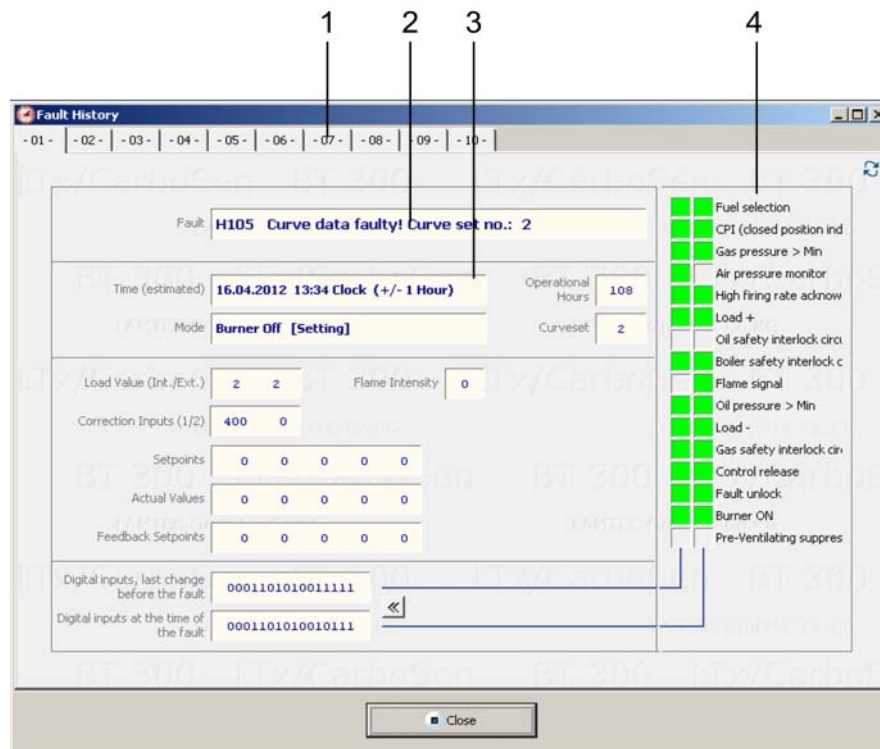 1 2 3 4
Fault History
- 01 - - 02 - - 03 - - 04 - - 05 - - 06 - - 07 - - 08 - - 09 - - 10 -
Fault H105 Curve data faulty! Curve set no.: 2
Time (estimated) 16.04.2012 13:34 Clock (+/- 1 Hour) Operational Hours 108
Mode Burner Off [Setting] Curveset 2
Load Value (Int./Ext.) 2 2 Flame Intensity 0
Correction Inputs (1/2) 400 0
Setpoints 0 0 0 0 0
Actual Values 0 0 0 0 0
Feedback Setpoints 0 0 0 0 0
Digital inputs, last change
before the fault 0001101010011111
Digital inputs at the time of
the fault 0001101010010111
Fuel selection
CPI (closed position ind
Gas pressure > Min
Air pressure monitor
High firing rate acknow
Load +
Oil safety interlock circu
Boiler safety interlock c
Flame signal
Oil pressure > Min
Load -
Gas safety interlock cir
Control release
Fault unlock
Burner ON
Pre-Ventilating suppres
Close
BT 300 LTx/CarboSen BT 300